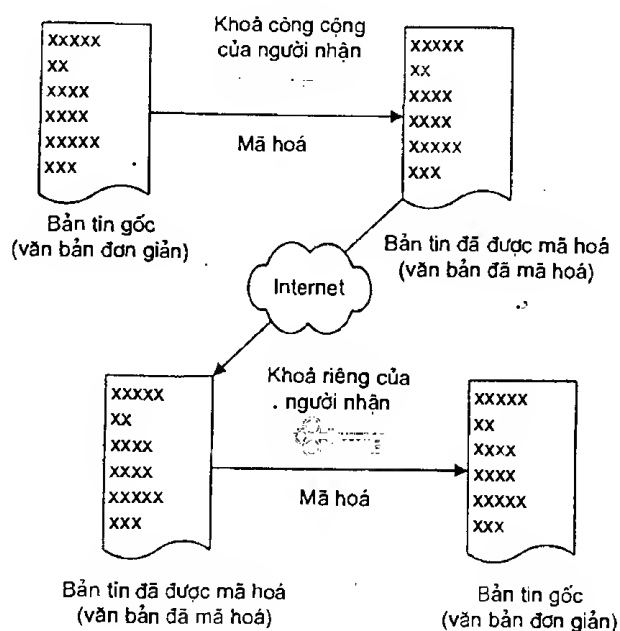 Khoá công cộng
của người nhận
xxxxx
xx
xxxx
xxxx
xxxxx
xxx
Mã hoá
xxxxx
xx
xxxx
xxxx
xxxxx
xxx
Bản tin gốc
(văn bản đơn giản)
Bản tin đã được mã hoá
(văn bản đã mã hoá)
Internet
Khoá riêng của
người nhận
xxxxx
xx
xxxx
xxxx
xxxxx
xxx
Mã hoá
xxxxx
xx
xxxx
xxxx
xxxxx
xxx
Bản tin đã được mã hoá
(văn bản đã mã hoá)
Bản tin gốc
(văn bản đơn giản)